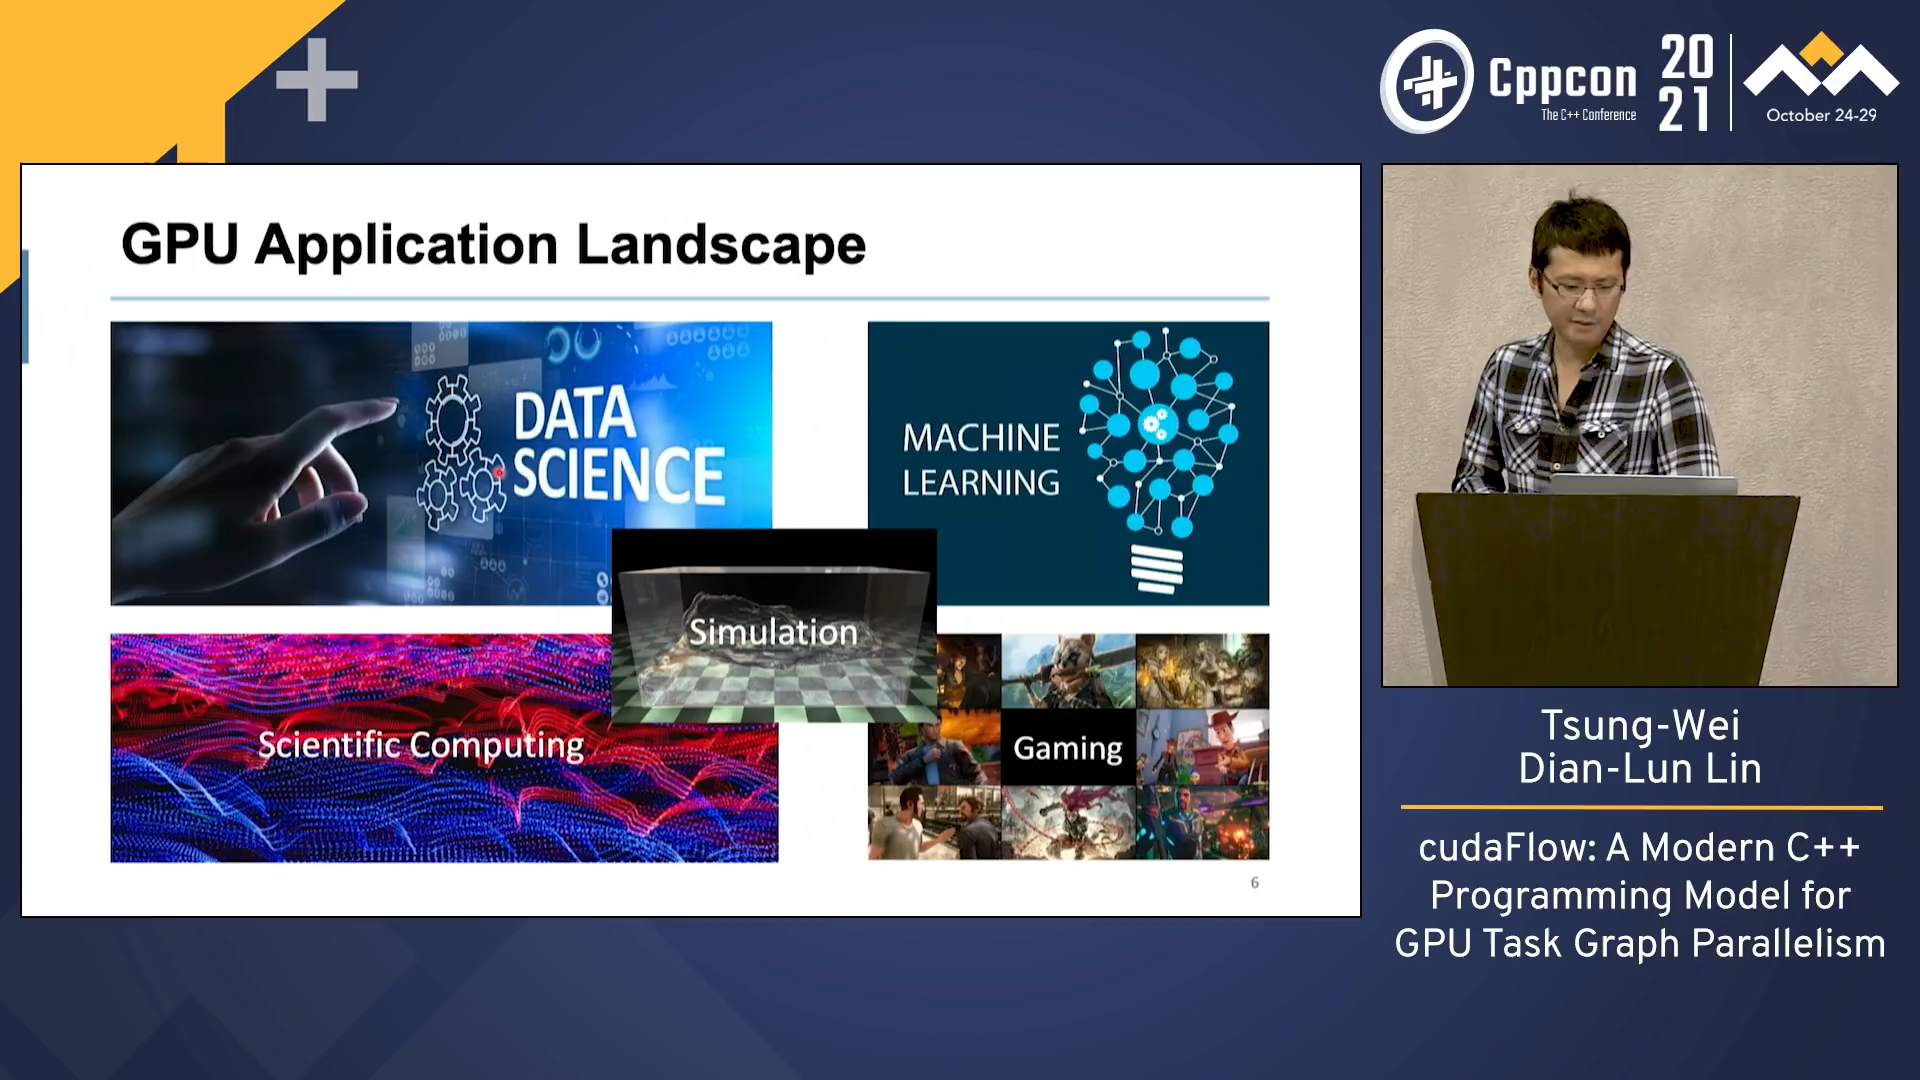 Cppcon
The C++ Conference
20
21
October 24-29
GPU Application Landscape
DATA
SCIENCE
MACHINE
LEARNING
Simulation
Scientific Computing
Gaming
6
Tsung-Wei
Dian-Lun Lin
cudaFlow: A Modern C++
Programming Model for
GPU Task Graph Parallelism